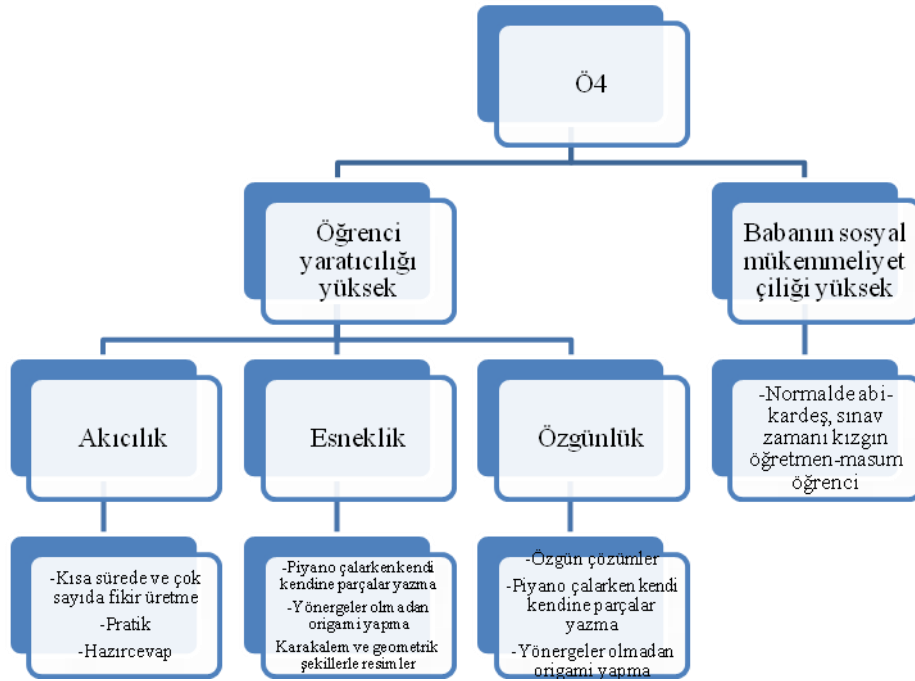 Ö4
Öğrenci
yaratıcılığı
yüksek
Babanın sosyal
mükemmeliyet
çiliği yüksek
Akıcılık
Esneklik
Özgünlük
-Normalde abi-
kardeş, sınav
zamanı kızgın
öğretmen-masum
öğrenci
-Kısa sürede ve çok
sayıda fikir üretme
-Pratik
-Hazırcevap
-Piyano çalarkenkendi
kendine parçalar yazma
-Yönergeler olmadan
origami yapma
Karakalem ve geometrik
şekillerle resimler
-Özgün çözümler
-Piyano çalarken kendi
kendine parçalar
yazma
-Yönergeler olmadan
origami yapma